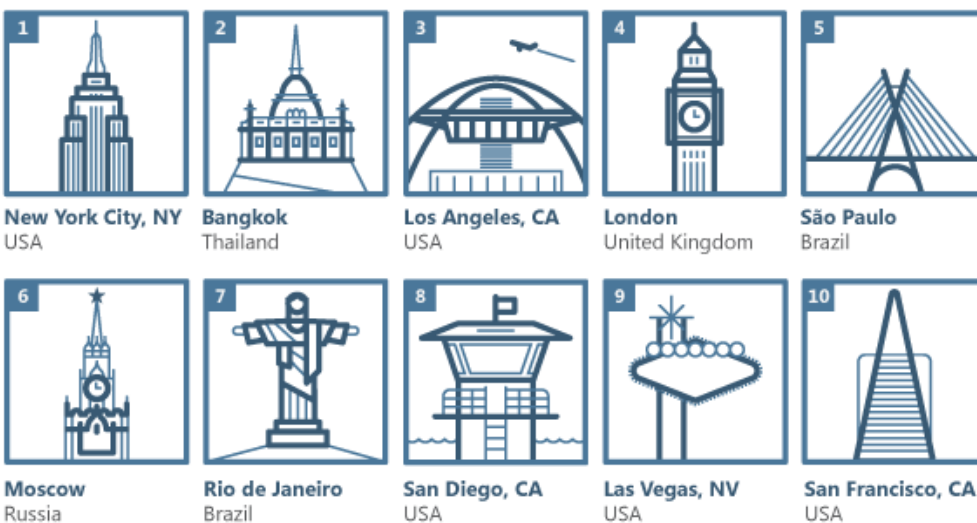 1
2
3
4
5
New York City, NY
USA
Bangkok
Thailand
Los Angeles, CA
USA
London
United Kingdom
São Paulo
Brazil
6
7
8
9
10
Moscow
Russia
Rio de Janeiro
Brazil
San Diego, CA
USA
Las Vegas, NV
USA
San Francisco, CA
USA